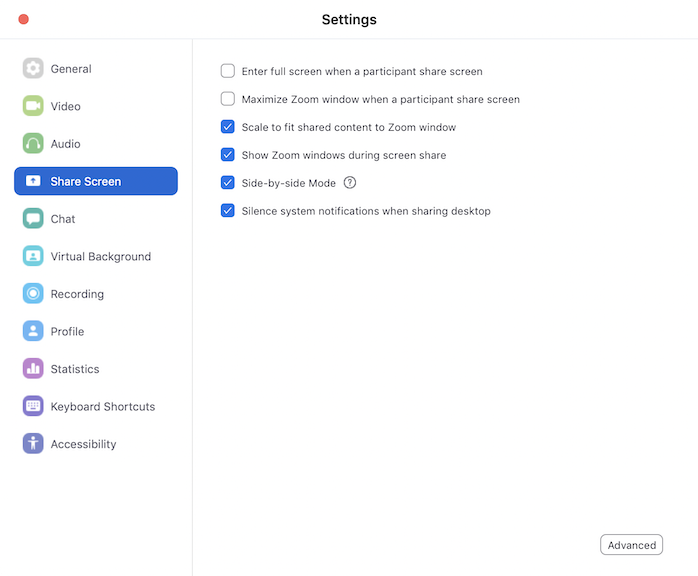 Settings
General
Video
Audio
Share Screen
Chat
Virtual Background
Recording
Profile
Statistics
Keyboard Shortcuts
Accessibility
Enter full screen when a participant share screen
Maximize Zoom window when a participant share screen
Scale to fit shared content to Zoom window
Show Zoom windows during screen share
Side-by-side Mode ?
Silence system notifications when sharing desktop
Advanced